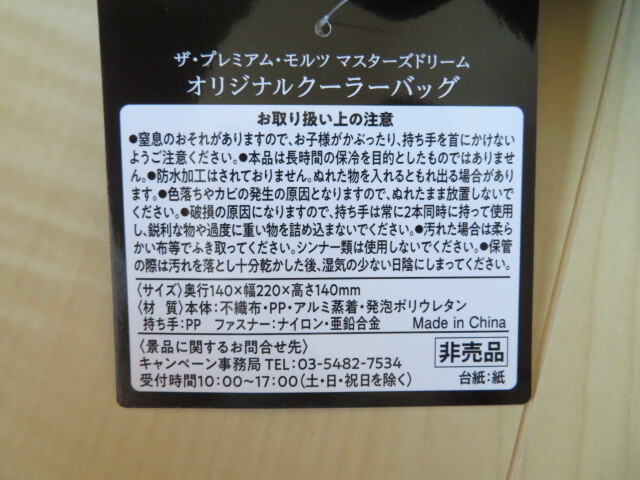 ザ・プレミアム・モルツ マスターズドリーム
オリジナルクーラーバッグ
お取り扱い上の注意
●窒息のおそれがありますので、お子様がかぶったり、持ち手を首にかけない
ようご注意ください。●本品は長時間の保冷を目的としたものではありませ
ん。●防水加工はされておりません。ぬれた物を入れるともれ出る場合があり
ます。●色落ちやカビの発生の原因となりますので、ぬれたまま放置しないで
ください。●破損の原因になりますので、持ち手は常に2本同時に持って使用
し、鋭利な物や過度に重い物を詰め込まないでください。●汚れた場合は柔ら
かい布等でふき取ってください。シンナー類は使用しないでください。●保管
の際は汚れを落とし十分乾かした後、湿気の少ない日陰にしまってください。
〈サイズ〉奥行140×幅220×高さ140mm
〈材 質〉本体:不織布・PP・アルミ蒸着・発泡ポリウレタン
持ち手:PP ファスナー:ナイロン・亜鉛合金 Made in China
〈景品に関するお問合せ先〉
キャンペーン事務局 TEL:03-5482-7534
受付時間10:00~17:00(土・日・祝日を除く)
非売品
台紙:紙